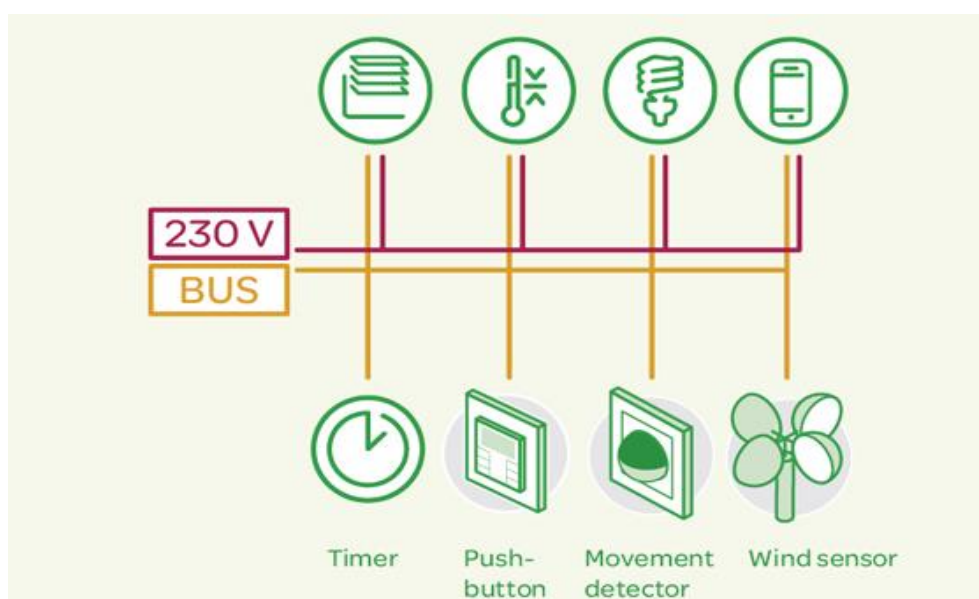 230 V
BUS
Timer
Push-
button
Movement
detector
Wind sensor